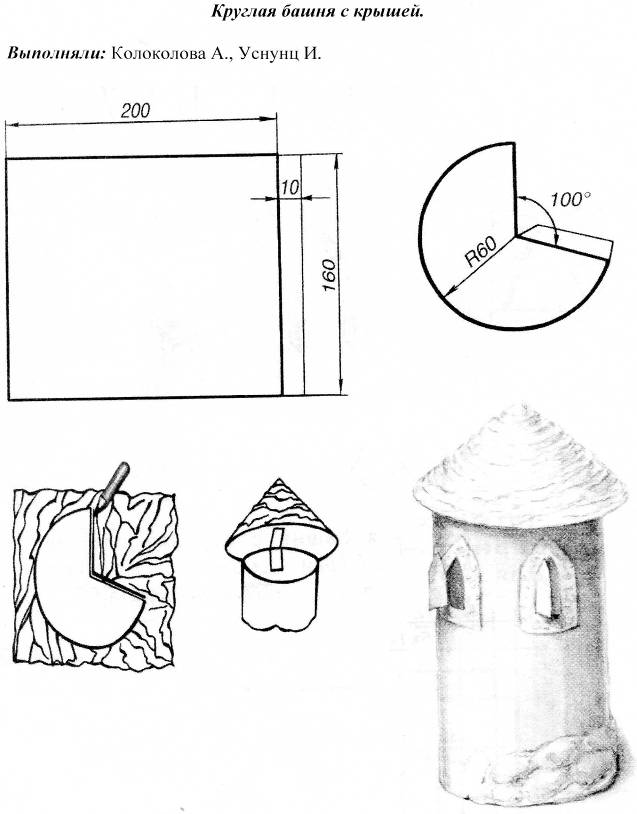 Круглая башня с крышей.
Выполняли: Колоколова А., Уснунц И.
200
10
160
100°
R60